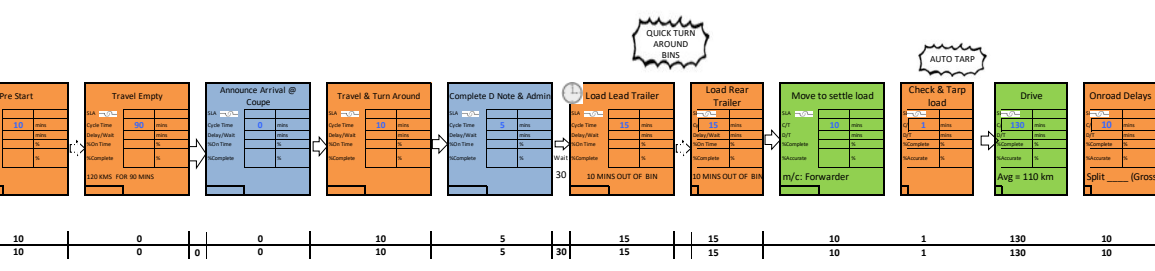 QUICK TURN
AROUND
BINS
AUTO TARP
Pre Start
10 mins
mins
%
%
Travel Empty
SLA
Cycle Time 90 mins
Delay/Wait mins
%On Time %
%Complete %
120 KMS FOR 90 MINS
Announce Arrival @
Coupe
SLA
Cycle Time 0 mins
Delay/Wait mins
%On Time %
%Complete %
Travel & Turn Around
SLA
Cycle Time 10 mins
Delay/Wait mins
%On Time %
%Complete %
Complete D Note & Admin
SLA
Cycle Time 5 mins
Delay/Wait mins
%On Time %
%Complete %
Wait
30
Load Lead Trailer
SLA
Cycle Time 15 mins
Delay/Wait mins
%On Time %
%Complete %
10 MINS OUT OF BIN
Load Rear
Trailer
15 mins
Delay/Wait mins
%On Time %
%Complete %
10 MINS OUT OF BIN
Move to settle load
SLA
C/T 10 mins
D/T mins
%Complete %
%Accurate %
m/c: Forwarder
Check & Tarp
load
1 mins
D/T mins
%Complete %
%Accurate %
Drive
130 mins
D/T mins
%Complete %
%Accurate %
Avg = 110 km
Onroad Delays
10 mins
D/T mins
%Complete %
%Accurate %
Split ____ (Gross
10 0 0 10 5 15 15 10 1 130 10
10 0 0 0 10 5 30 15 15 10 1 130 10